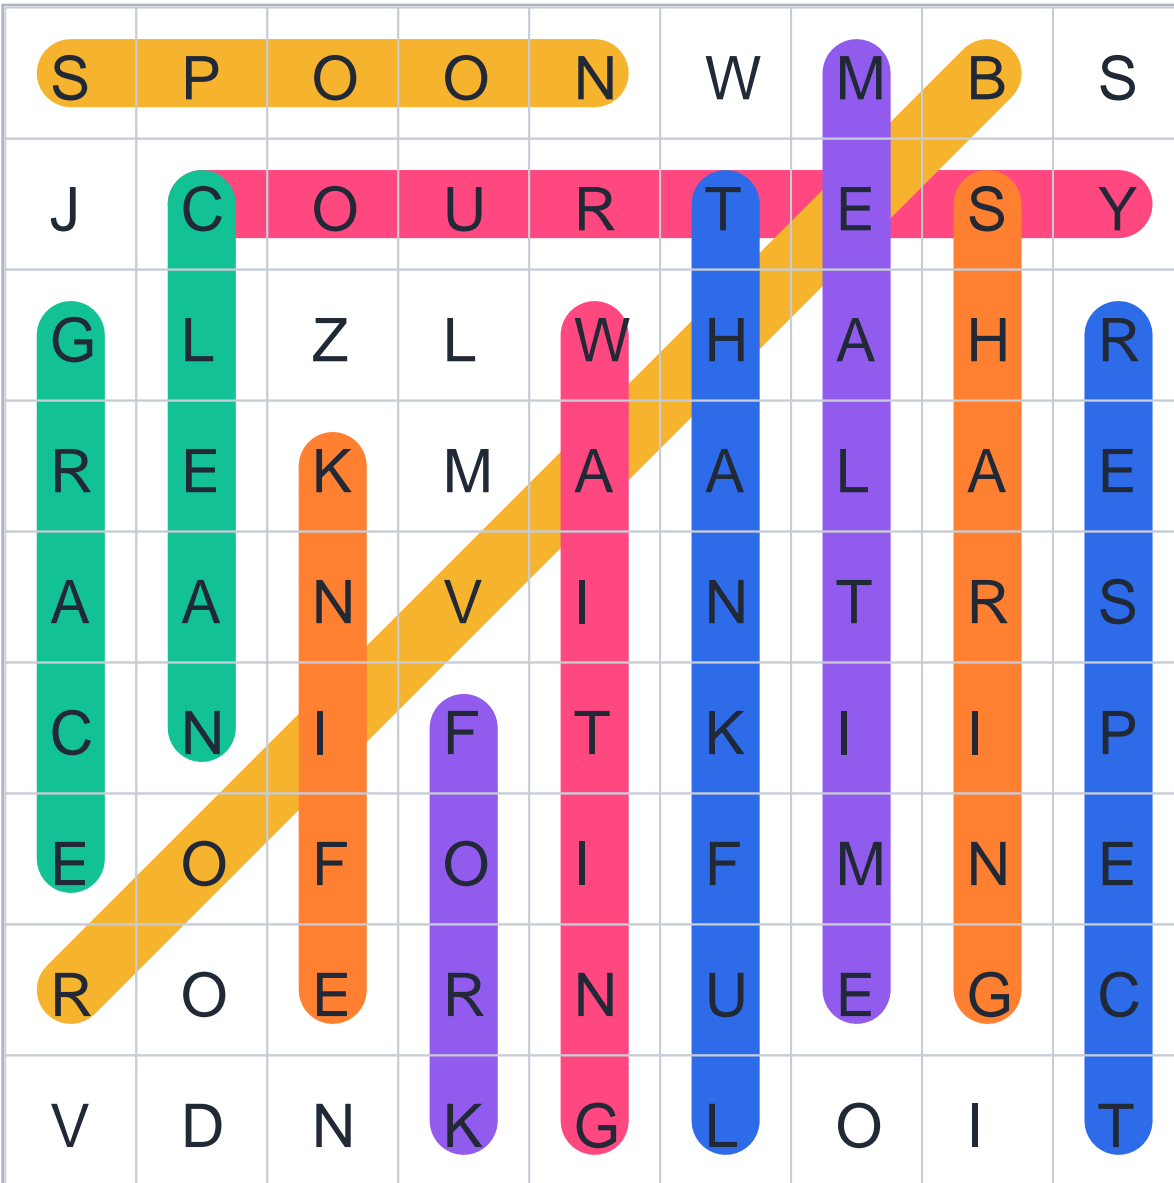 S P O O N W M B S
J C O U R T E S Y
G L Z L W H A H R
R E K M A A L A E
A A N V I N T R S
C N I F T K I I P
E O F O I F M N E
R O E R N U E G C
V D N K G L O I T